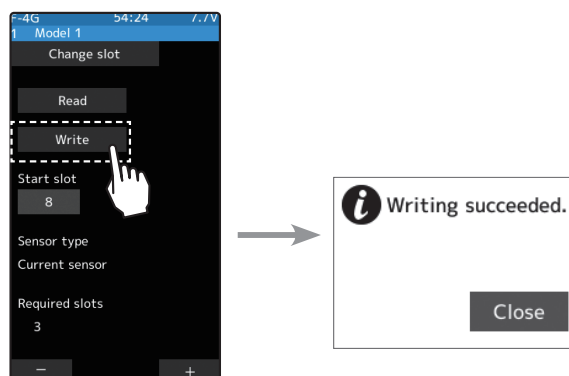 F-4G 54:24 7.7V
1 Model 1
Change slot
Read
Write
Start slot
8
Sensor type
Current sensor
Required slots
3
− +
i Writing succeeded.
Close